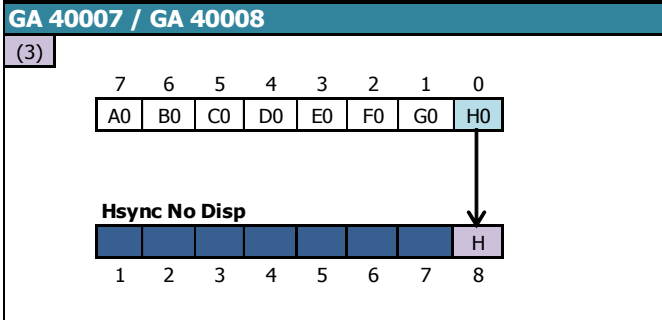 GA 40007 / GA 40008
(3)
7 6 5 4 3 2 1 0
A0 B0 C0 D0 E0 F0 G0 H0
Hsync No Disp
H
1 2 3 4 5 6 7 8